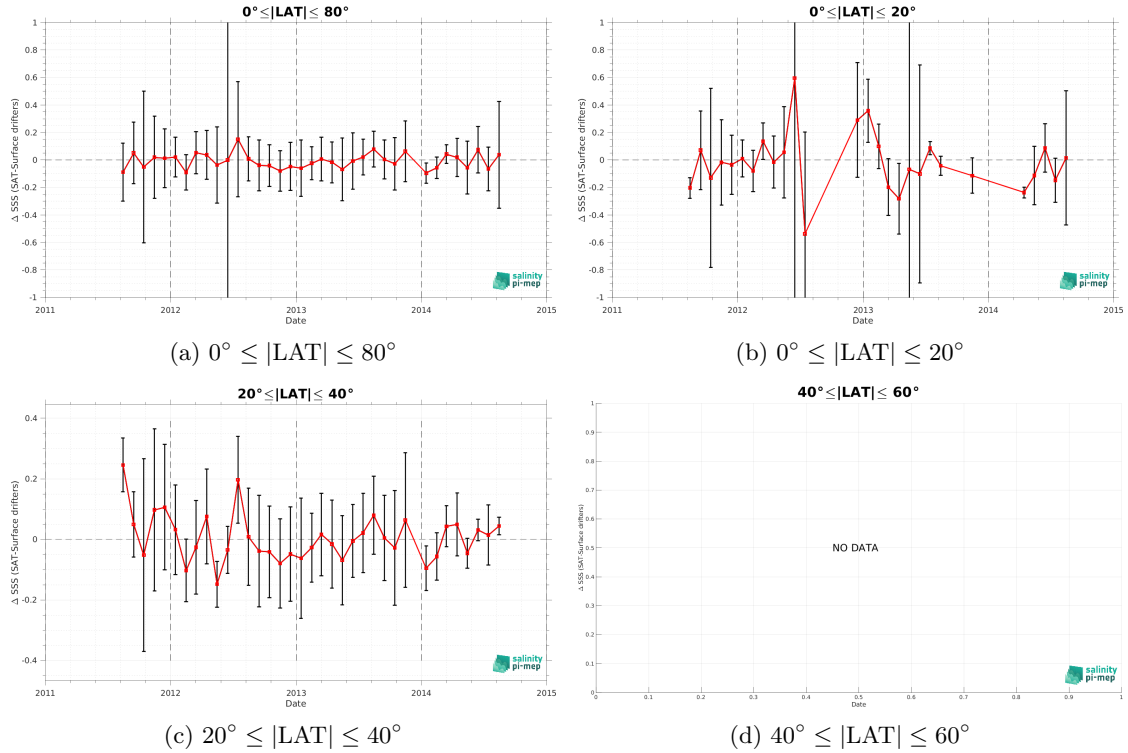 0°≤|LAT|≤ 80°
1
0.8
0.6
0.4
0.2
0
-0.2
-0.4
-0.6
-0.8
-1
Δ SSS (SAT-Surface drifters)
2011
2012
2013
2014
2015
Date
salinity
pi-mep
(a) 0° ≤ |LAT| ≤ 80°
0°≤|LAT|≤ 20°
1
0.8
0.6
0.4
0.2
0
-0.2
-0.4
-0.6
-0.8
-1
Δ SSS (SAT-Surface drifters)
2011
2012
2013
2014
2015
Date
salinity
pi-mep
(b) 0° ≤ |LAT| ≤ 20°
20°≤|LAT|≤ 40°
0.4
0.2
0
-0.2
-0.4
Δ SSS (SAT-Surface drifters)
2011
2012
2013
2014
2015
Date
salinity
pi-mep
(c) 20° ≤ |LAT| ≤ 40°
40°≤|LAT|≤ 60°
1
0.9
0.8
0.7
0.6
0.5
0.4
0.3
0.2
0.1
0
Δ SSS (SAT-Surface drifters)
NO DATA
0
0.1
0.2
0.3
0.4
0.5
0.6
0.7
0.8
0.9
1
Date
salinity
pi-mep
(d) 40° ≤ |LAT| ≤ 60°